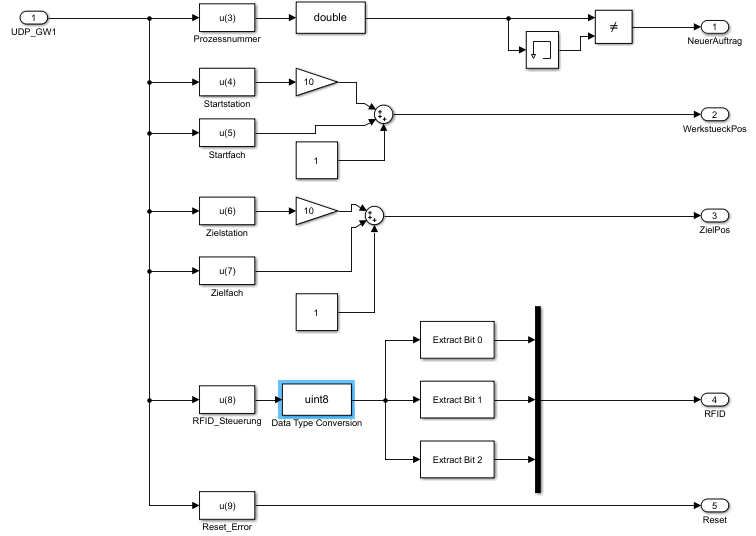 1
UDP_GW1
u(3)
Prozessnummer
double
≠
1
NeuerAuftrag
u(4)
Startstation
10
u(5)
Startfach
1
+
+
+
2
WerkstueckPos
u(6)
Zielstation
10
u(7)
Zielfach
1
+
+
+
3
ZielPos
u(8)
RFID_Steuerung
uint8
Data Type Conversion
Extract Bit 0
Extract Bit 1
Extract Bit 2
4
RFID
u(9)
Reset_Error
5
Reset